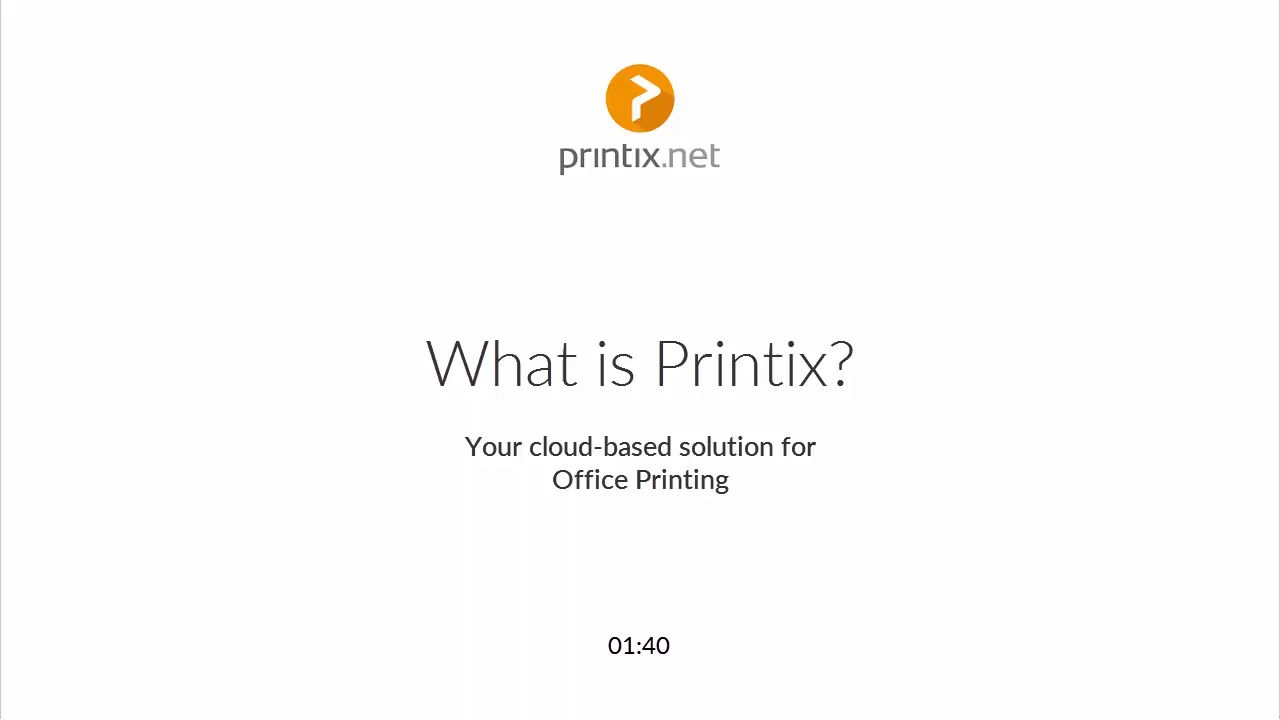 printix.net
What is Printix?
Your cloud-based solution for
Office Printing
01:40